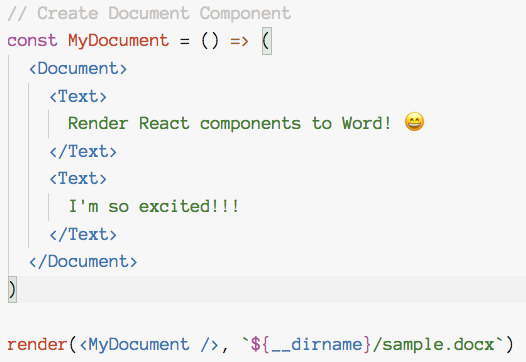 // Create Document Component
const MyDocument = () => (
<Document>
<Text>
Render React components to Word! 😄
</Text>
<Text>
I'm so excited!!!
</Text>
</Document>
)
render(<MyDocument />, `${__dirname}/sample.docx`)